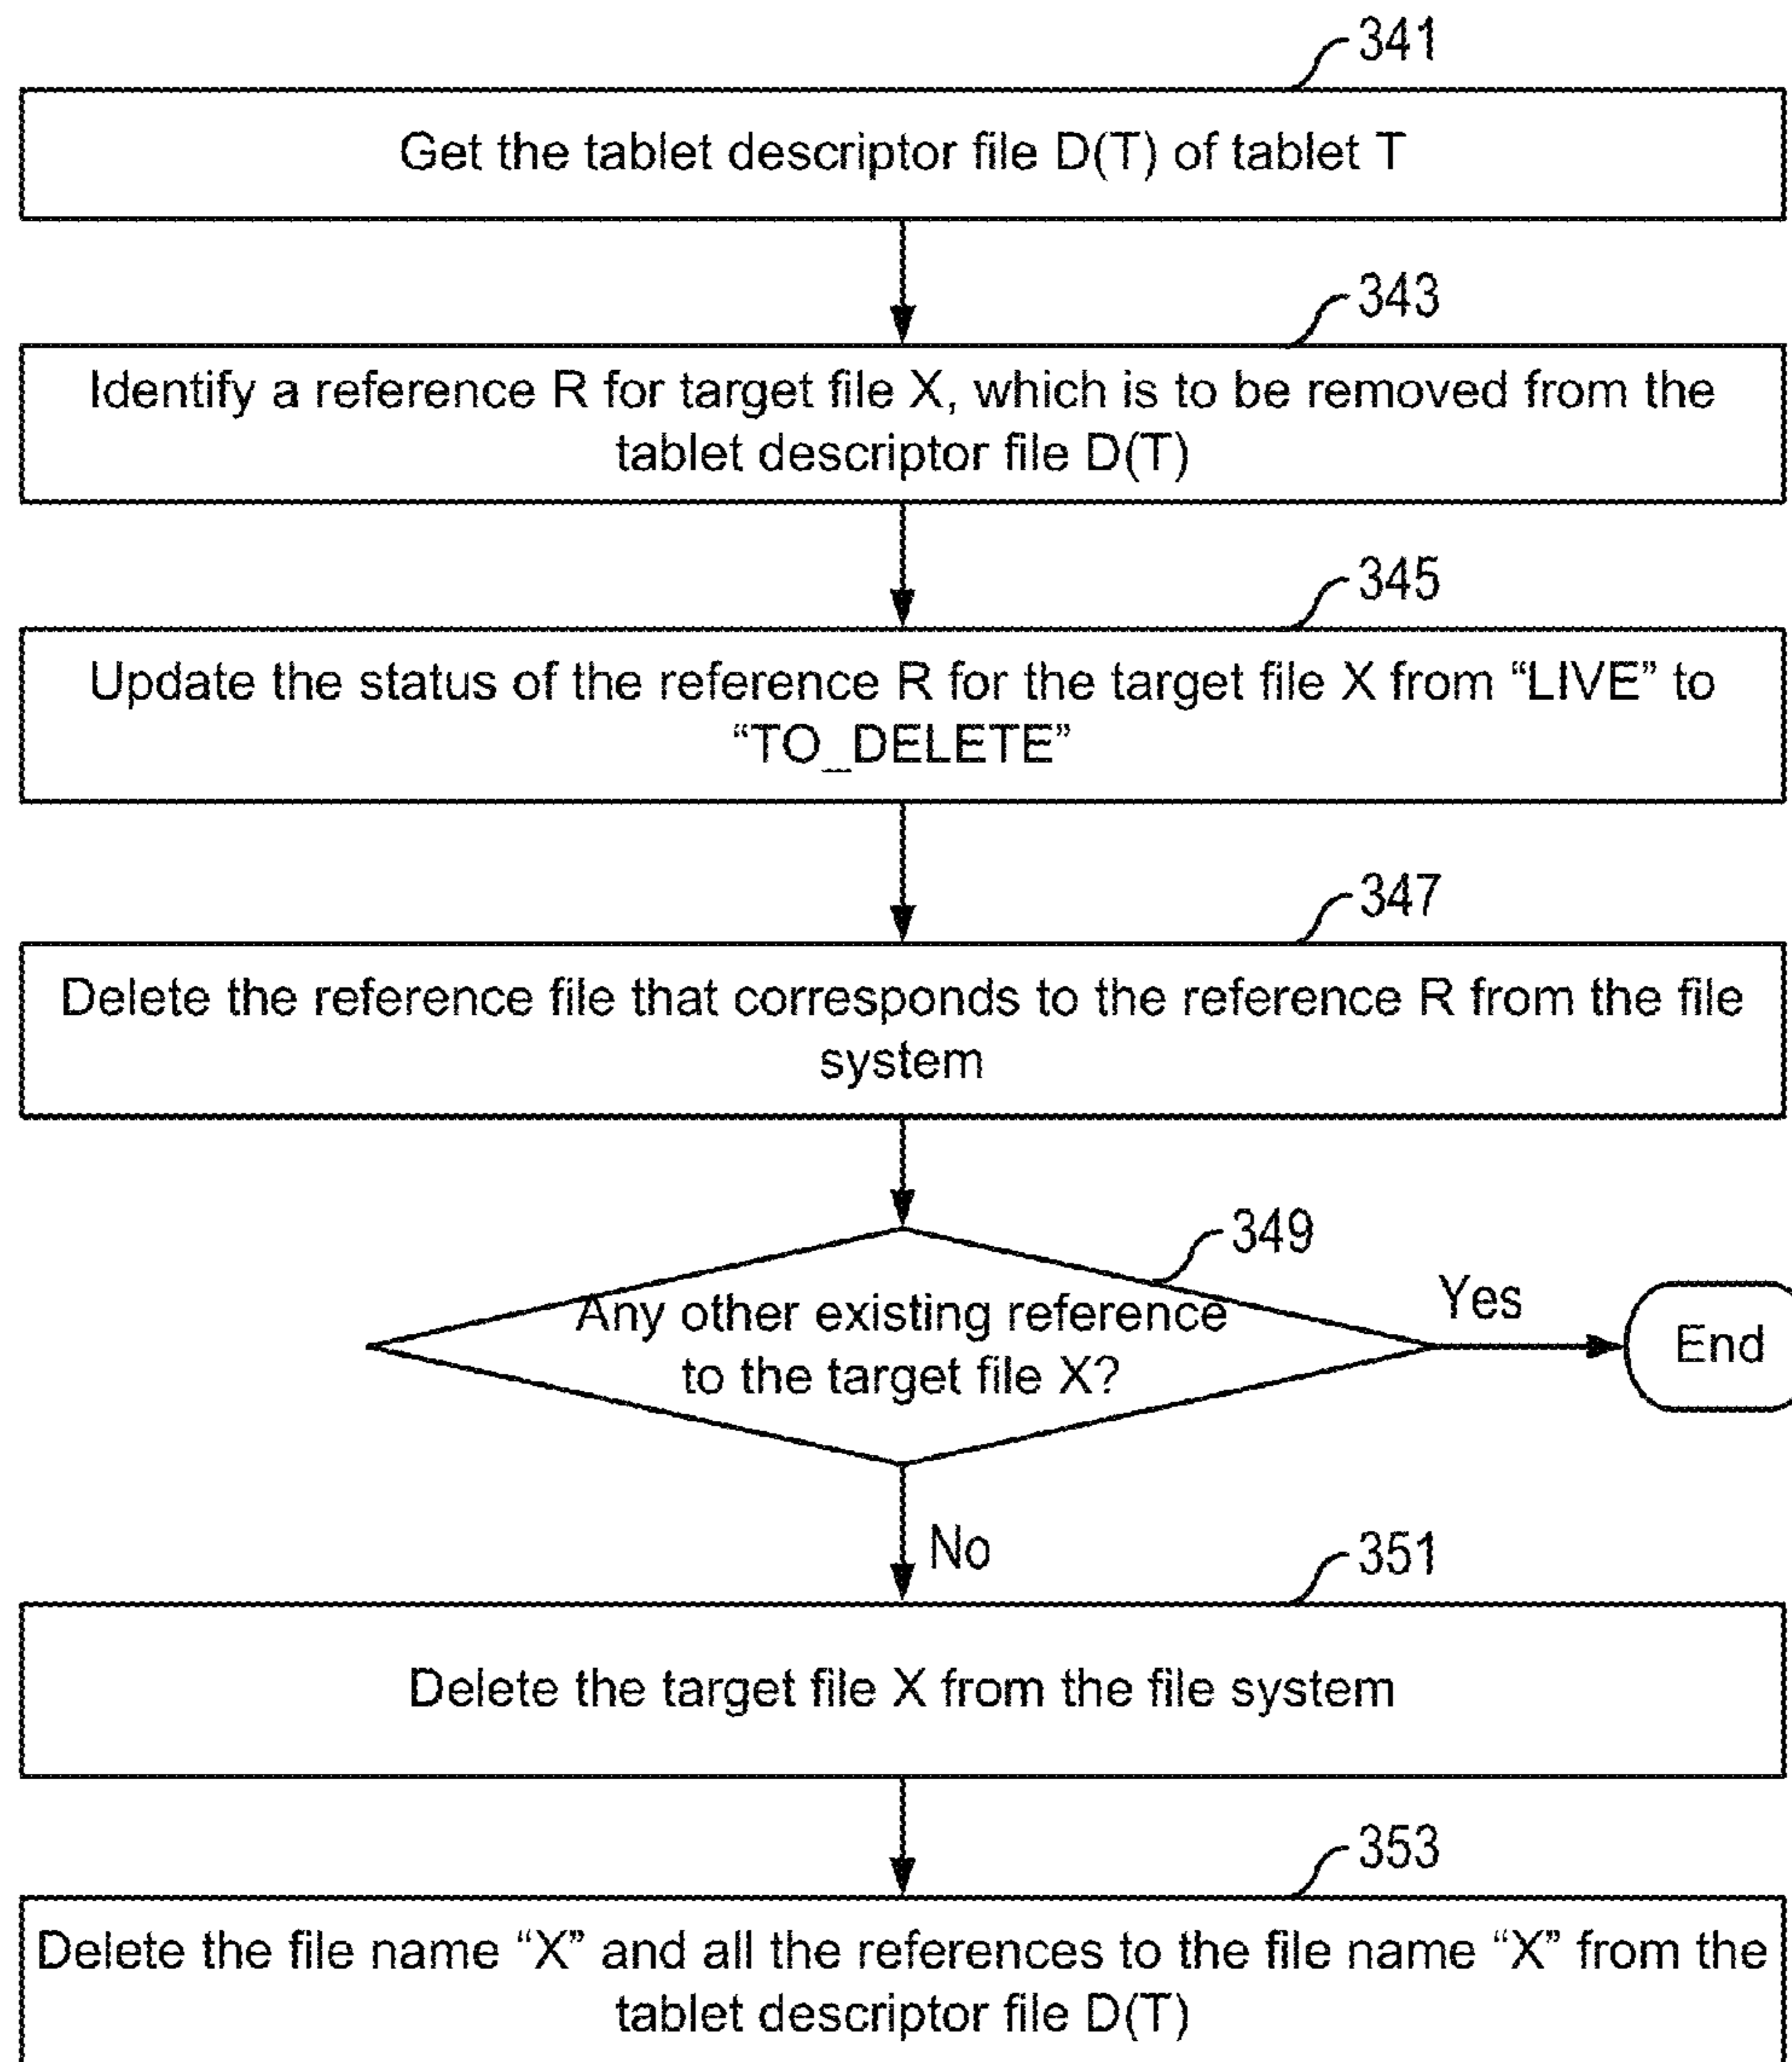 341
Get the tablet descriptor file D(T) of tablet T
343
Identify a reference R for target file X, which is to be removed from the
tablet descriptor file D(T)
345
Update the status of the reference R for the target file X from “LIVE” to
“TO_DELETE”
347
Delete the reference file that corresponds to the reference R from the file
system
349
Any other existing reference
to the target file X?
Yes
End
No
351
Delete the target file X from the file system
353
Delete the file name “X” and all the references to the file name “X” from the
tablet descriptor file D(T)